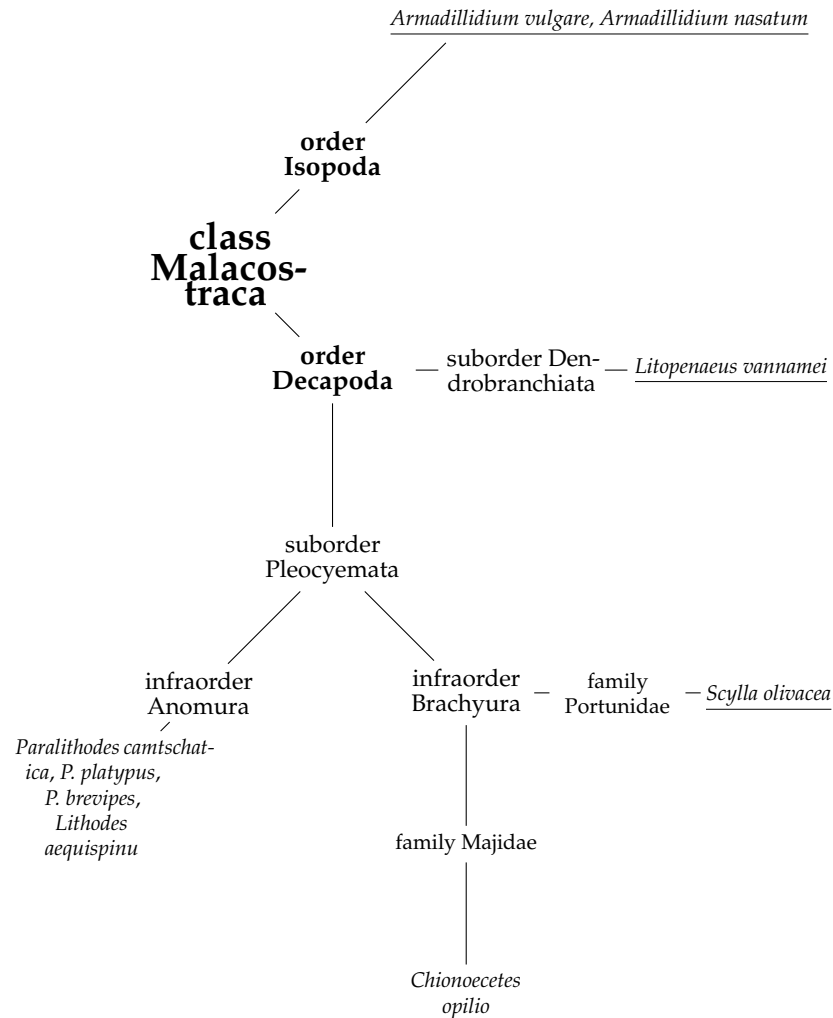 Armadillidium vulgare, Armadillidium nasatum
order
Isopoda
class
Malacos-
traca
order
Decapoda
suborder Den-
drobranchiata
Litopenaeus vannamei
suborder
Pleocyemata
infraorder
Anomura
infraorder
Brachyura
family
Portunidae
Scylla olivacea
Paralithodes camtschat-
ica, P. platypus,
P. brevipes,
Lithodes
aequispinu
family Majidae
Chionoecetes
opilio